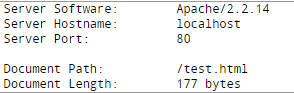 Server Software: Apache/2.2.14
Server Hostname: localhost
Server Port: 80

Document Path: /test.html
Document Length: 177 bytes